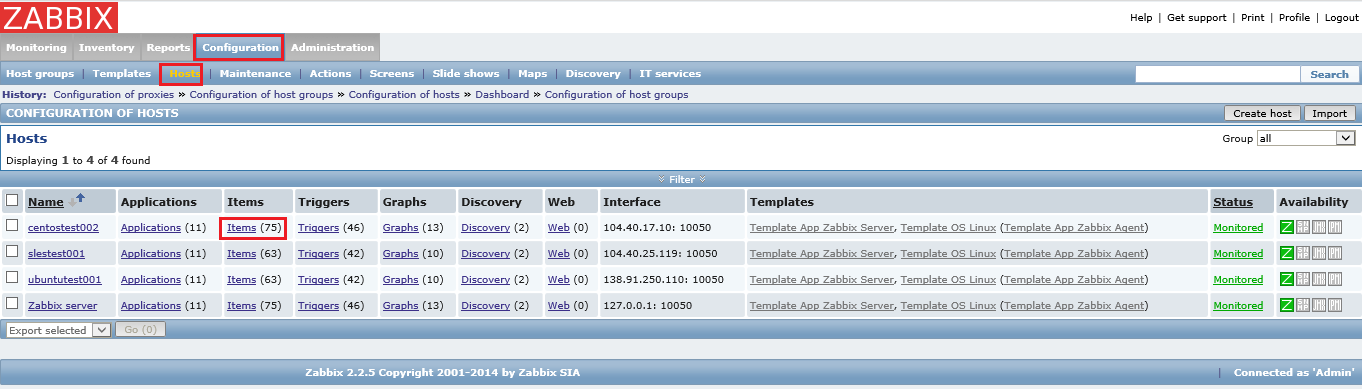 ZABBIX
Help | Get support | Print | Profile | Logout
Monitoring Inventory Reports Configuration Administration
Host groups | Templates | Hosts | Maintenance | Actions | Screens | Slide shows | Maps | Discovery | IT services Search
History: Configuration of proxies » Configuration of host groups » Configuration of hosts » Dashboard » Configuration of host groups
CONFIGURATION OF HOSTS Create host Import
Hosts Group all
Displaying 1 to 4 of 4 found
Filter
Name Applications Items Triggers Graphs Discovery Web Interface Templates Status Availability
centostest002 Applications (11) Items (75) Triggers (46) Graphs (13) Discovery (2) Web (0) 104.40.17.10: 10050 Template App Zabbix Server, Template OS Linux (Template App Zabbix Agent) Monitored Z
slestest001 Applications (11) Items (63) Triggers (42) Graphs (10) Discovery (2) Web (0) 104.40.25.119: 10050 Template App Zabbix Server, Template OS Linux (Template App Zabbix Agent) Monitored Z
ubuntutest001 Applications (11) Items (63) Triggers (42) Graphs (10) Discovery (2) Web (0) 138.91.250.110: 10050 Template App Zabbix Server, Template OS Linux (Template App Zabbix Agent) Monitored Z
Zabbix server Applications (11) Items (75) Triggers (46) Graphs (13) Discovery (2) Web (0) 127.0.0.1: 10050 Template App Zabbix Server, Template OS Linux (Template App Zabbix Agent) Monitored Z
Export selected Go (0)
Zabbix 2.2.5 Copyright 2001-2014 by Zabbix SIA | Connected as 'Admin'